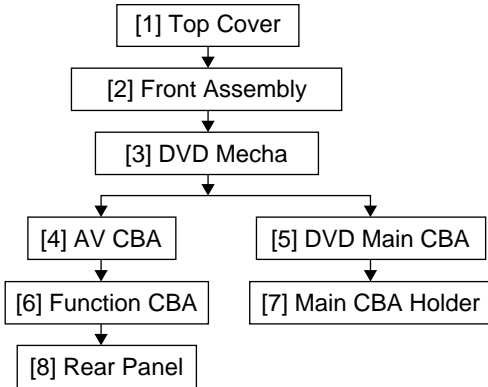 [1] Top Cover
[2] Front Assembly
[3] DVD Mecha
[4] AV CBA
[5] DVD Main CBA
[6] Function CBA
[7] Main CBA Holder
[8] Rear Panel